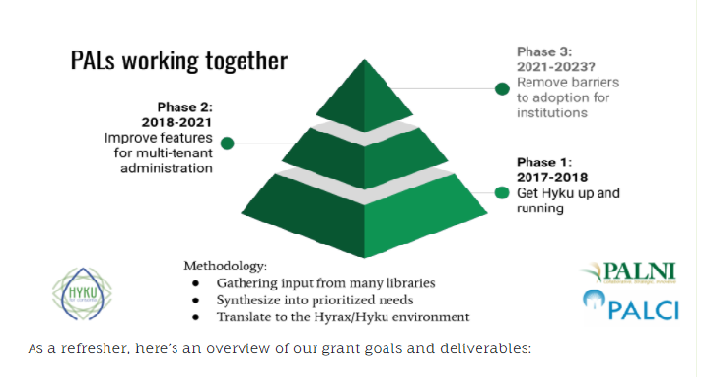 PALs working together
Phase 3:
2021-2023?
Remove barriers
to adoption for
institutions
Phase 2:
2018-2021
Improve features
for multi-tenant
administration
Phase 1:
2017-2018
Get Hyku up and
running
Methodology:
● Gathering input from many libraries
● Synthesize into prioritized needs
● Translate to the Hyrax/Hyku environment
HYKU
PALNI
PALCI
As a refresher, here's an overview of our grant goals and deliverables: